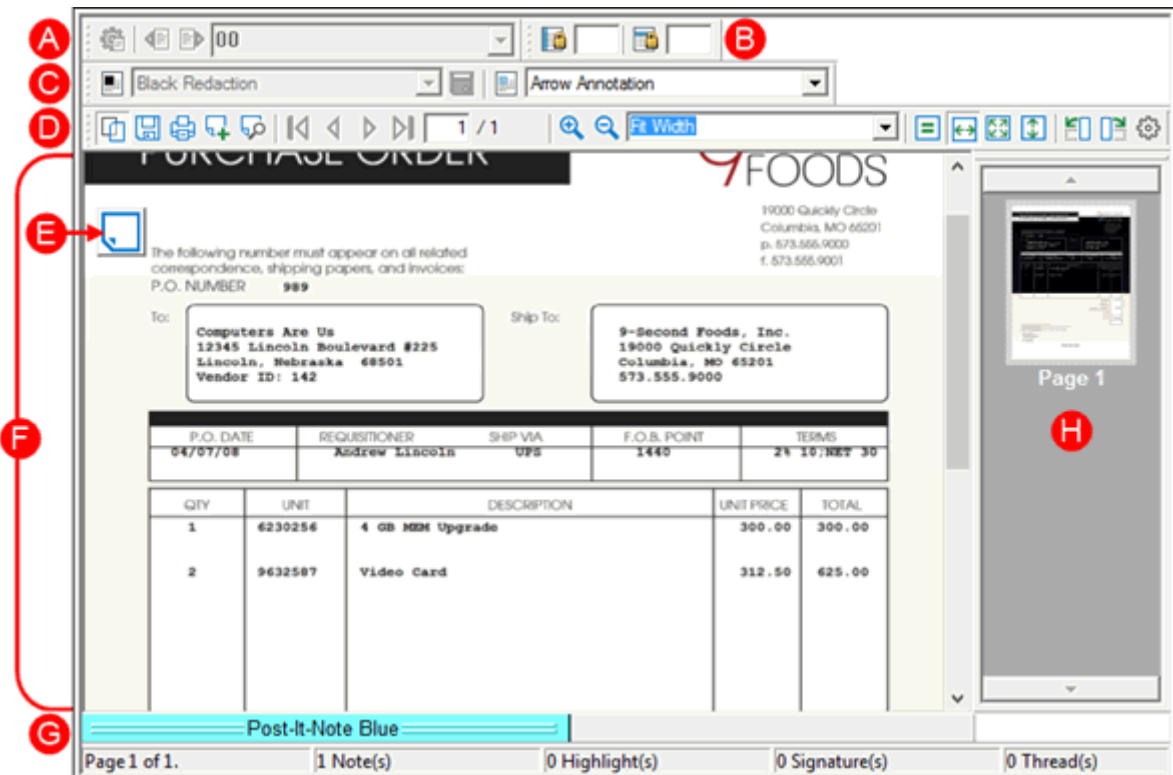 A
00
B
C
Black Redaction
Arrow Annotation
D
1 / 1
Fit Width
PURCHASE ORDER
9 FOODS
19000 Quickly Circle
Columbia, MO 65201
p. 573.555.9000
f. 573.555.9001
E
The following number must appear on all related
correspondence, shipping papers, and invoices:
P.O. NUMBER 989
To:
Computers Are Us
12345 Lincoln Boulevard #225
Lincoln, Nebraska 68501
Vendor ID: 142
Ship To:
9-Second Foods, Inc.
19000 Quickly Circle
Columbia, MO 65201
573.555.9000
Page 1
H
F
P.O. DATE REQUISITIONER SHIP VIA F.O.B. POINT TERMS
04/07/08 Andrew Lincoln UPS 1440 2% 10;NET 30
QTY UNIT DESCRIPTION UNIT PRICE TOTAL
1 6230256 4 GB MEM Upgrade 300.00 300.00
2 9632587 Video Card 312.50 625.00
G
Post-It-Note Blue
Page 1 of 1. 1 Note(s) 0 Highlight(s) 0 Signature(s) 0 Thread(s)